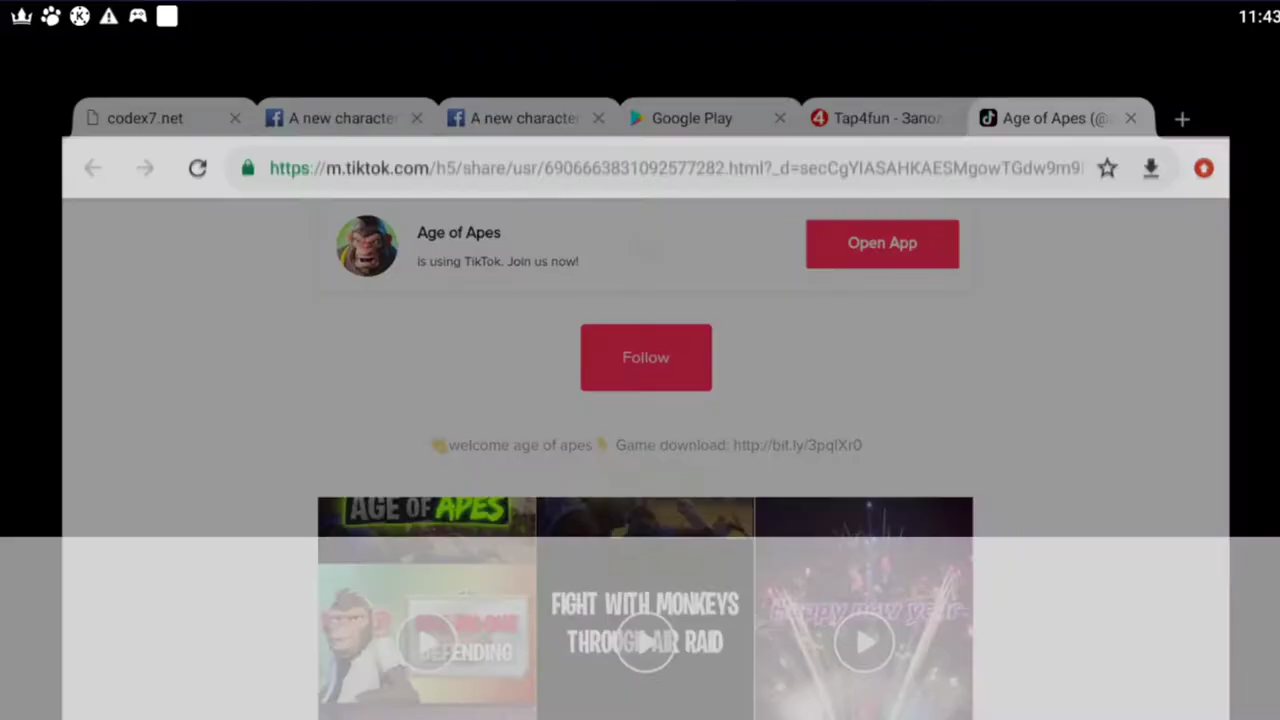 11:43
codex7.net
A new character
A new character
Google Play
Tap4fun - Запо
Age of Apes (@
https://m.tiktok.com/h5/share/usr/6906663831092577282.html?_d=secCgYIASAHKAESMgowTGdw9m9
Age of Apes
is using TikTok. Join us now!
Open App
Follow
welcome age of apes Game download: http://bit.ly/3pqlXr0
AGE OF APES
DEFENDING
FIGHT WITH MONKEYS
THROUGH AIR RAID
Happy new year